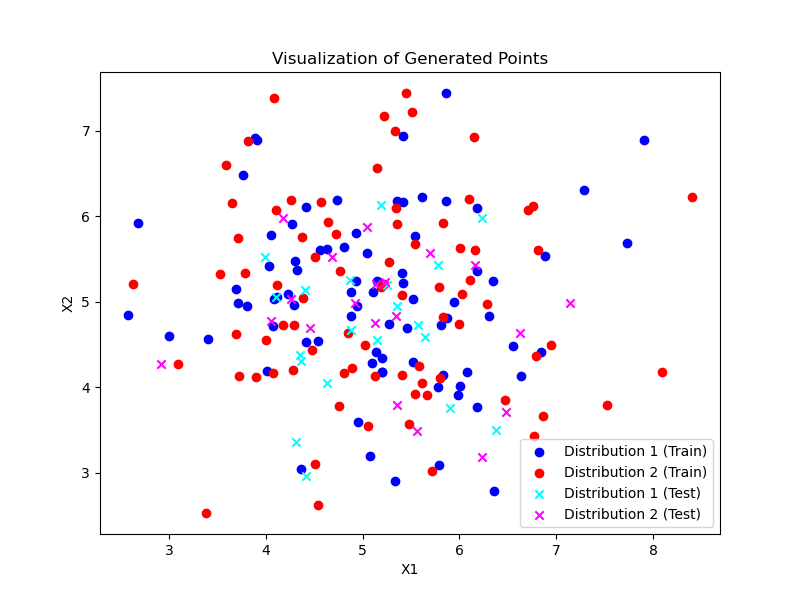 Visualization of Generated Points
X2
7
6
5
4
3
3 4 5 6 7 8
X1
Distribution 1 (Train)
Distribution 2 (Train)
Distribution 1 (Test)
Distribution 2 (Test)